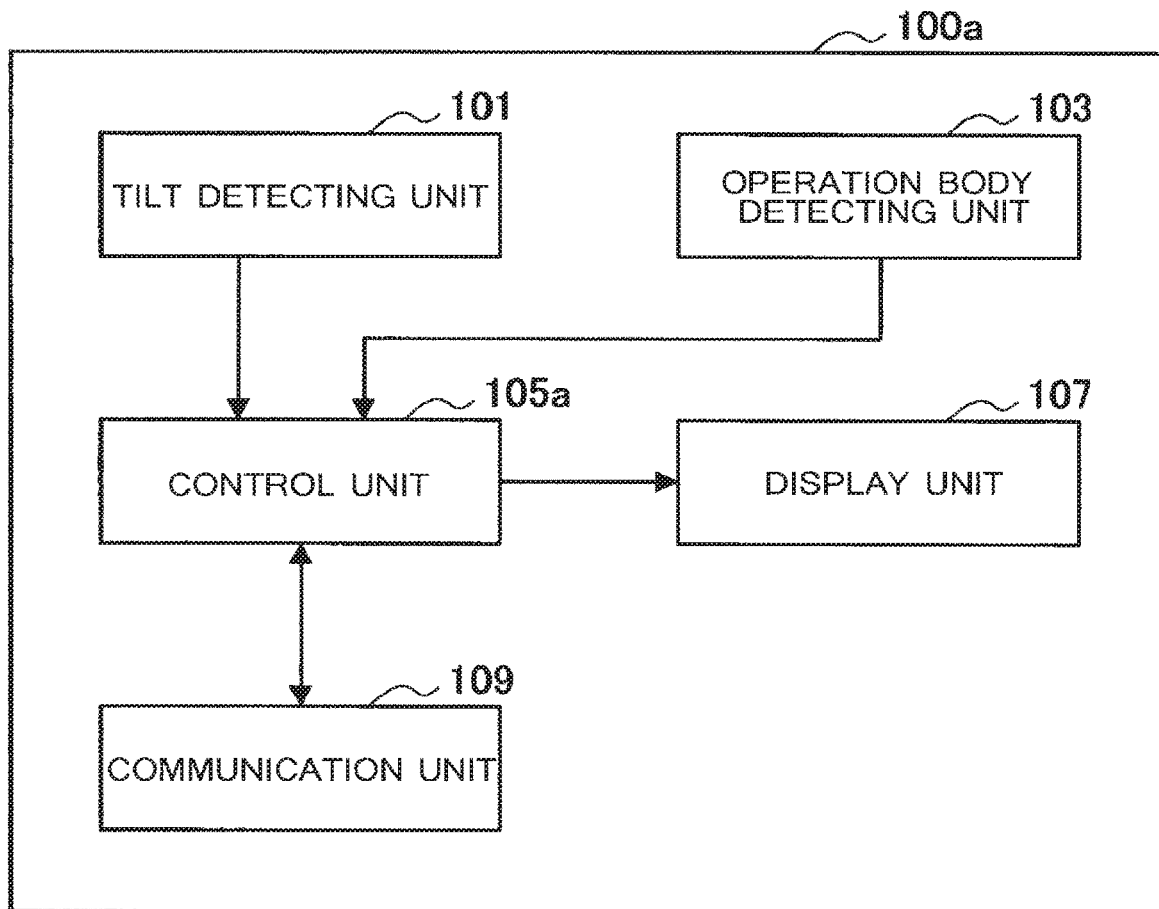 100a
101
103
TILT DETECTING UNIT
OPERATION BODY
DETECTING UNIT
105a
107
CONTROL UNIT
DISPLAY UNIT
109
COMMUNICATION UNIT